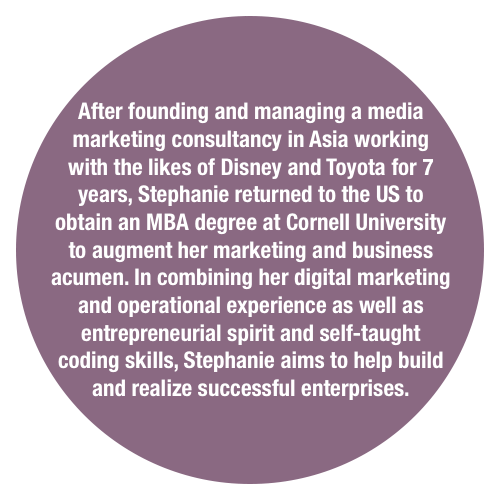 After founding and managing a media
marketing consultancy in Asia working
with the likes of Disney and Toyota for 7
years, Stephanie returned to the US to
obtain an MBA degree at Cornell University
to augment her marketing and business
acumen. In combining her digital marketing
and operational experience as well as
entrepreneurial spirit and self-taught
coding skills, Stephanie aims to help build
and realize successful enterprises.